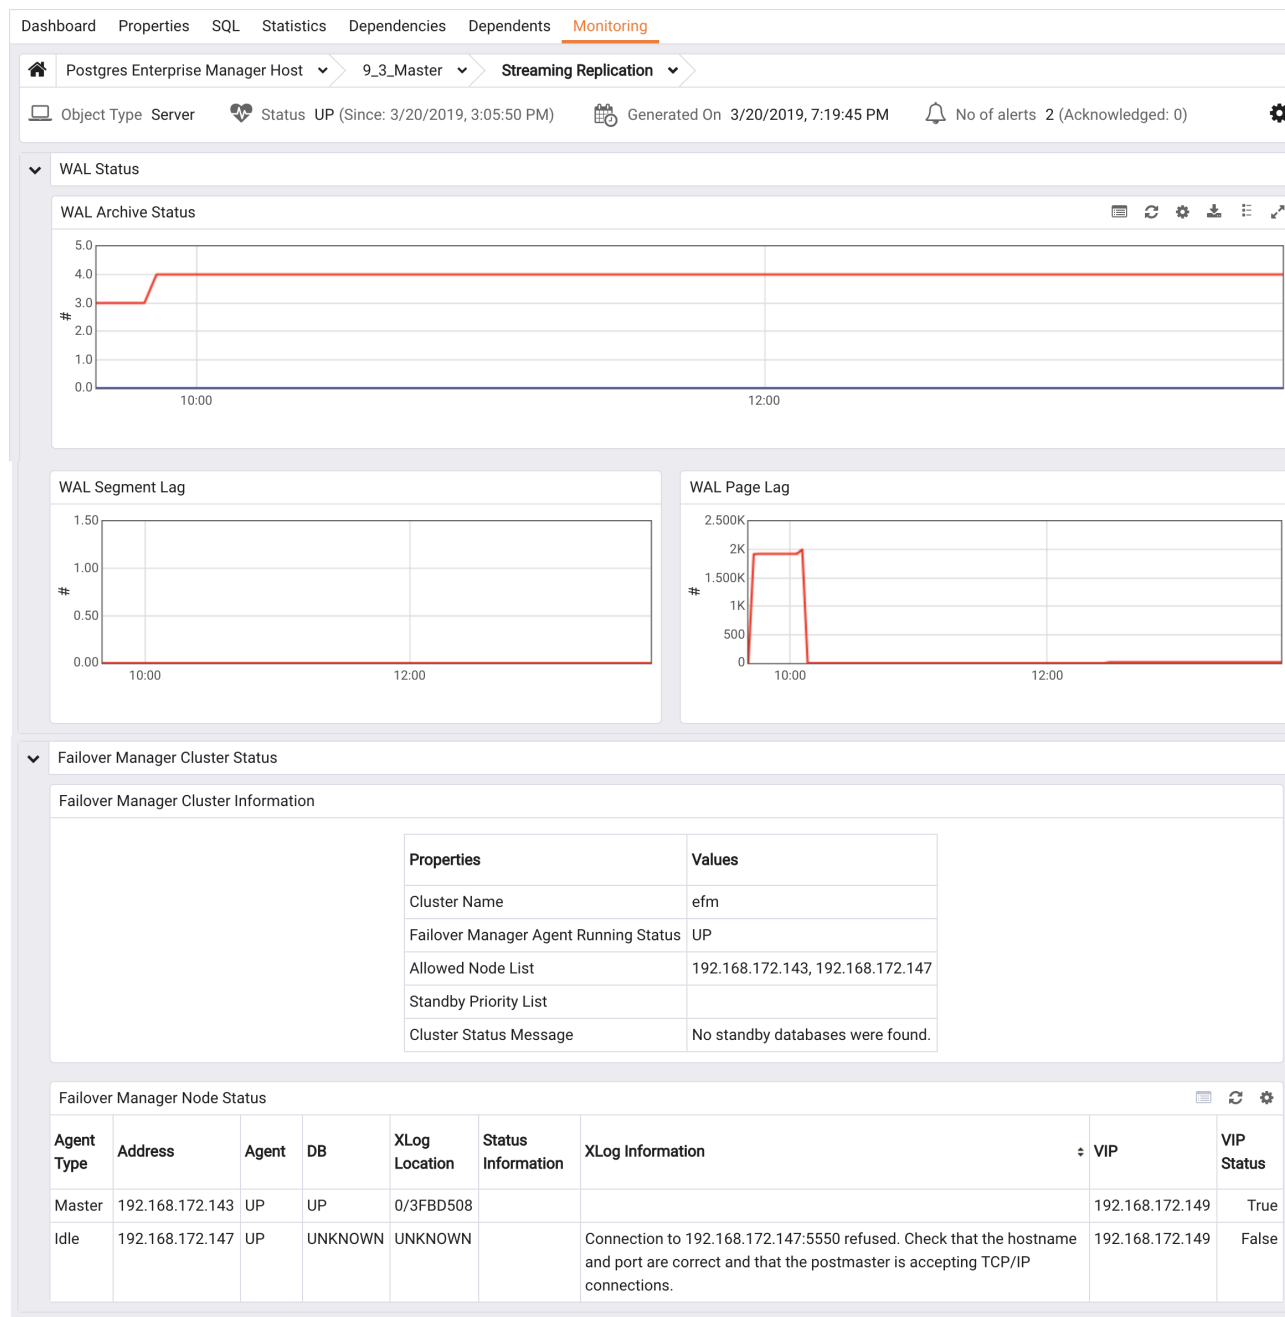 Dashboard Properties SQL Statistics Dependencies Dependents Monitoring
Postgres Enterprise Manager Host 9_3_Master Streaming Replication
Object Type Server Status UP (Since: 3/20/2019, 3:05:50 PM) Generated On 3/20/2019, 7:19:45 PM No of alerts 2 (Acknowledged: 0)
WAL Status
WAL Archive Status
5.0
4.0
3.0
#
2.0
1.0
0.0
10:00 12:00
WAL Segment Lag
1.50
1.00
#
0.50
0.00
10:00 12:00
WAL Page Lag
2.500K
2K
1.500K
#
1K
500
0
10:00 12:00
Failover Manager Cluster Status
Failover Manager Cluster Information
Properties Values
Cluster Name efm
Failover Manager Agent Running Status UP
Allowed Node List 192.168.172.143, 192.168.172.147
Standby Priority List
Cluster Status Message No standby databases were found.
Failover Manager Node Status
Agent Type Address Agent DB XLog Location Status Information XLog Information VIP VIP Status
Master 192.168.172.143 UP UP 0/3FBD508 192.168.172.149 True
Idle 192.168.172.147 UP UNKNOWN UNKNOWN Connection to 192.168.172.147:5550 refused. Check that the hostname 192.168.172.149 False
and port are correct and that the postmaster is accepting TCP/IP
connections.